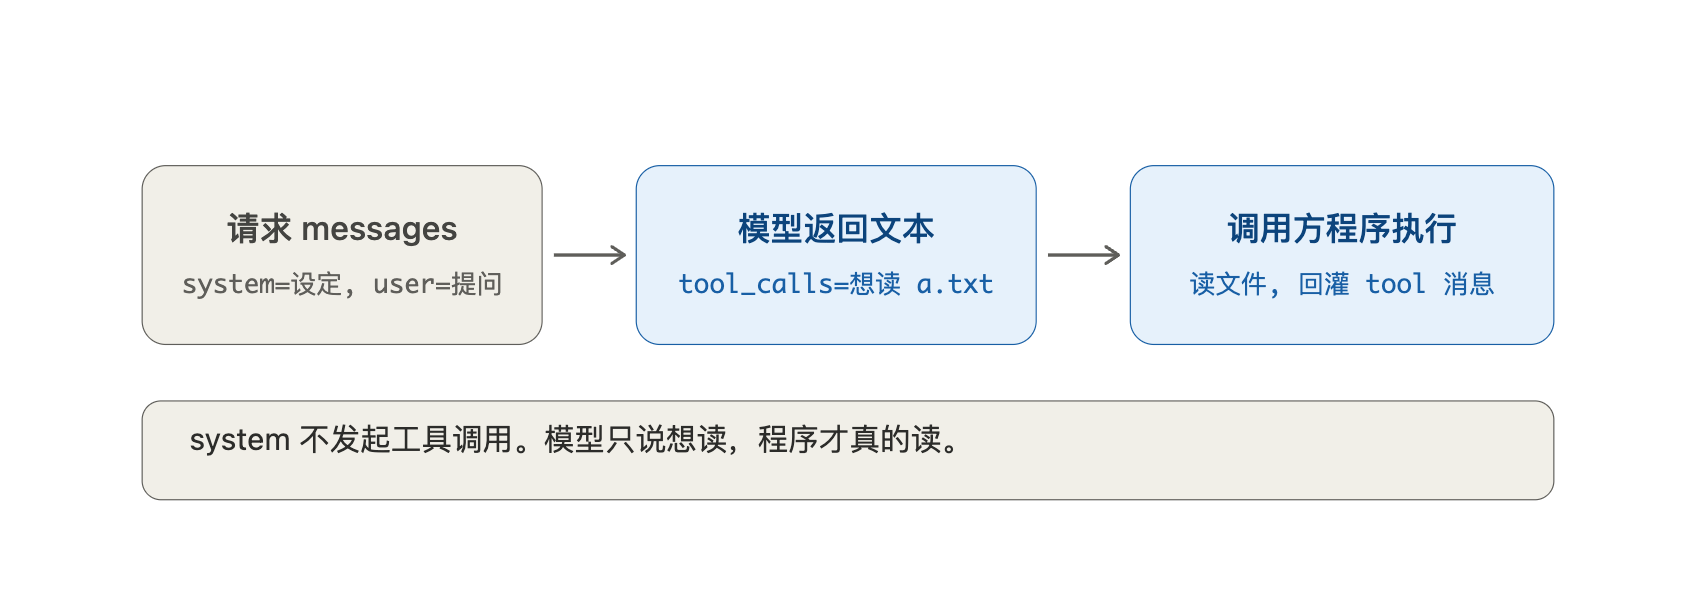 请求 messages
system=设定, user=提问
模型返回文本
tool_calls=想读 a.txt
调用方程序执行
读文件, 回灌 tool 消息
system 不发起工具调用。模型只说想读，程序才真的读。